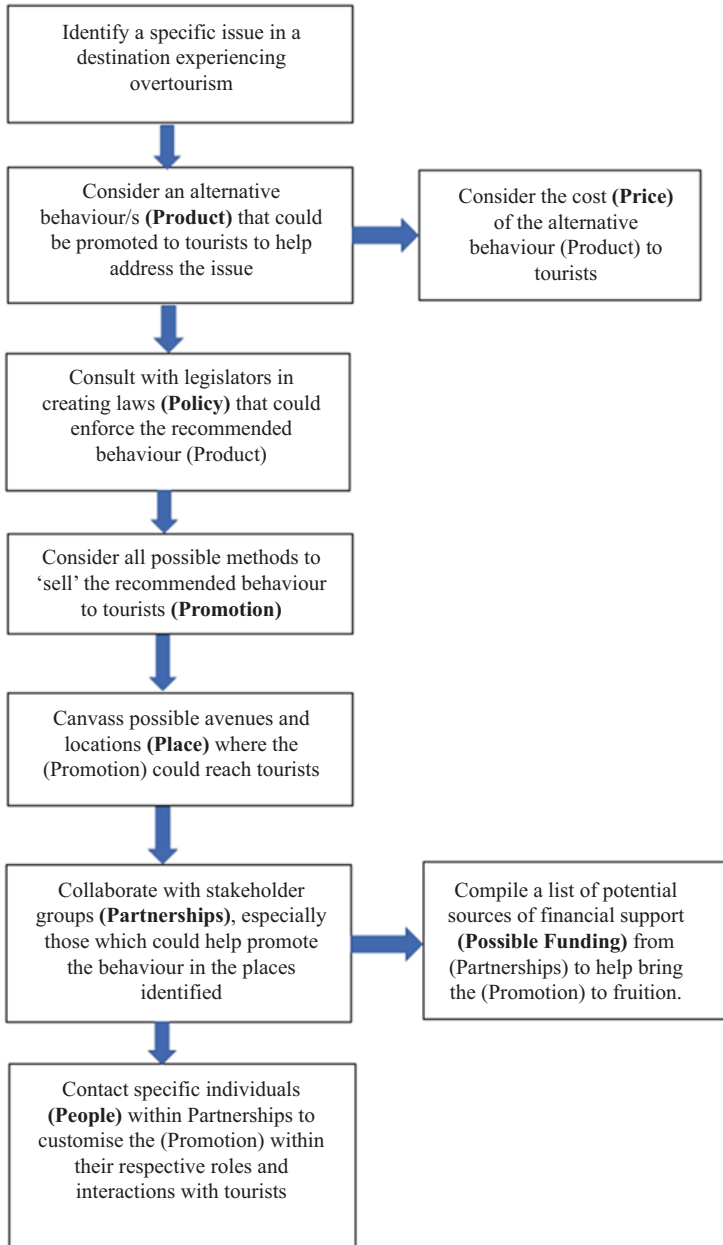 Identify a specific issue in a
destination experiencing
overtourism
Consider an alternative
behaviour/s (Product) that could
be promoted to tourists to help
address the issue
Consider the cost (Price)
of the alternative
behaviour (Product) to
tourists
Consult with legislators in
creating laws (Policy) that could
enforce the recommended
behaviour (Product)
Consider all possible methods to
‘sell’ the recommended behaviour
to tourists (Promotion)
Canvass possible avenues and
locations (Place) where the
(Promotion) could reach tourists
Collaborate with stakeholder
groups (Partnerships), especially
those which could help promote
the behaviour in the places
identified
Compile a list of potential
sources of financial support
(Possible Funding) from
(Partnerships) to help bring
the (Promotion) to fruition.
Contact specific individuals
(People) within Partnerships to
customise the (Promotion) within
their respective roles and
interactions with tourists